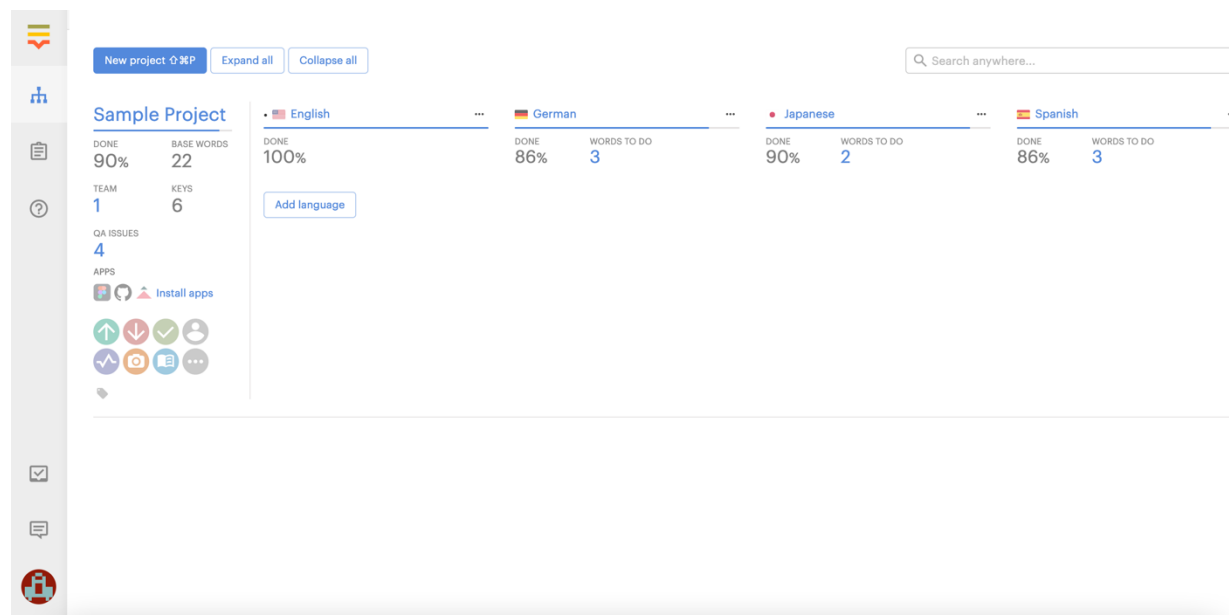 New project ⇧⌘P Expand all Collapse all Search anywhere...
Sample Project English ··· German ··· Japanese ··· Spanish
DONE BASE WORDS DONE DONE WORDS TO DO DONE WORDS TO DO DONE WORDS TO DO
90% 22 100% 86% 3 90% 2 86% 3
TEAM KEYS
1 6 Add language
QA ISSUES
4
APPS
Install apps